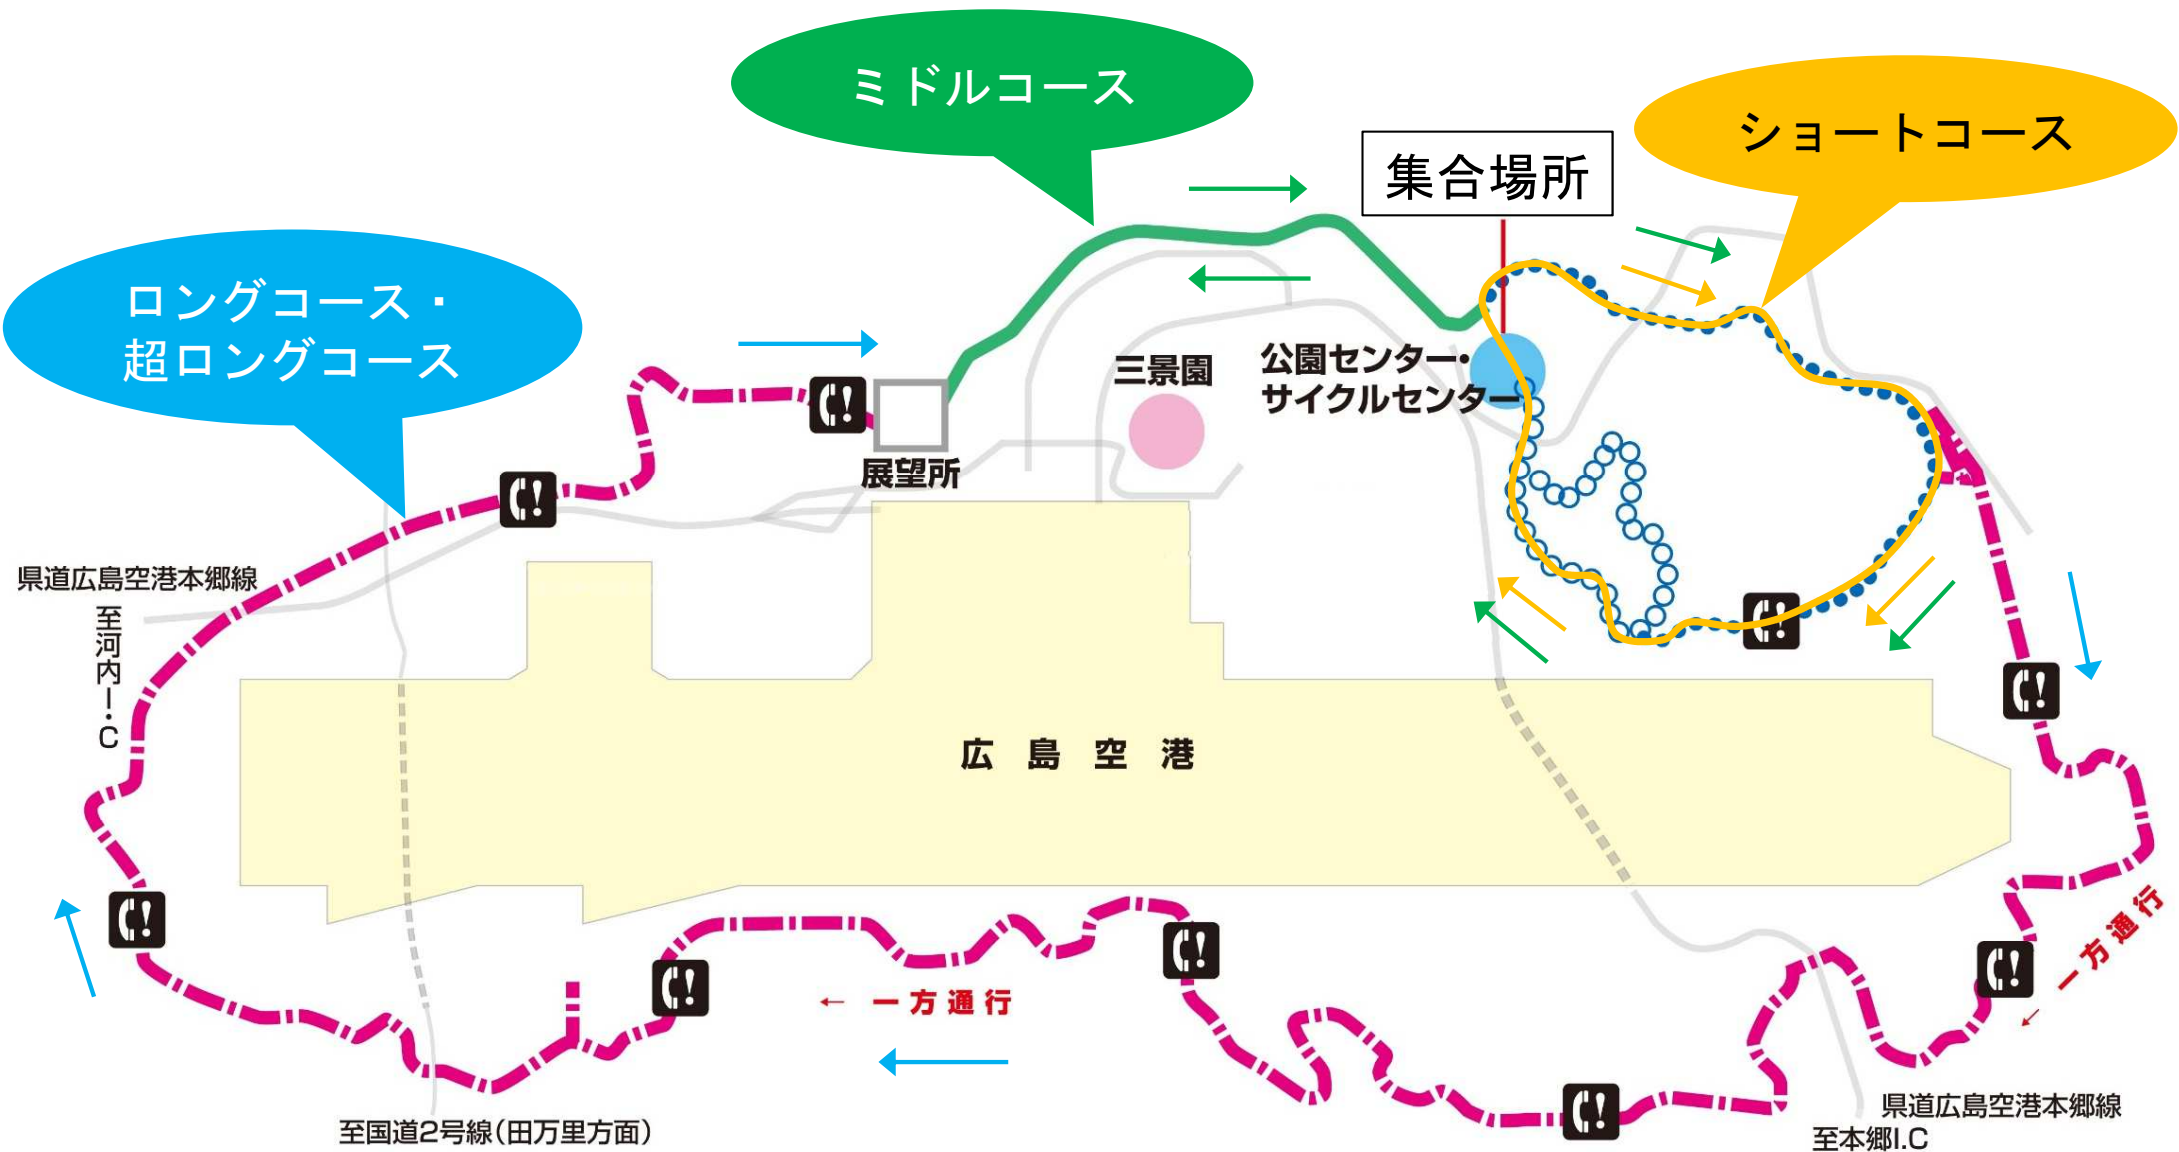 ミドルコース
ショートコース
集合場所
ロングコース・
超ロングコース
三景園
公園センター・
サイクルセンター
展望所
県道広島空港本郷線
至河内I.C
広島空港
一方通行
← 一方通行
←
県道広島空港本郷線
至本郷I.C
至国道2号線(田万里方面)